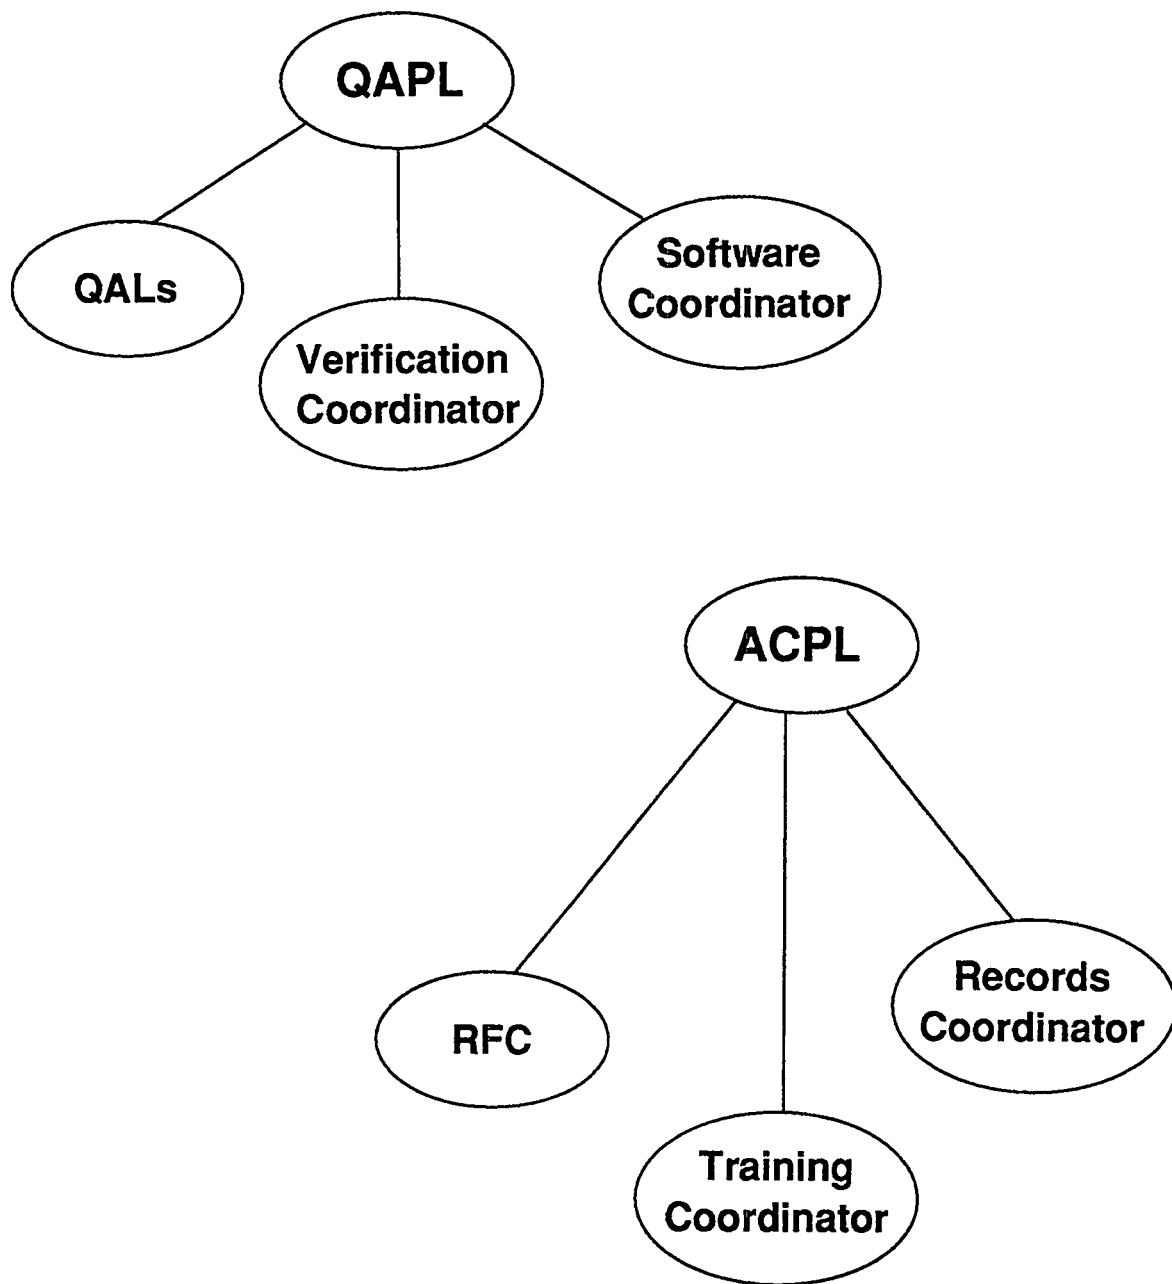 QAPL
QALs
Verification
Coordinator
Software
Coordinator
ACPL
RFC
Training
Coordinator
Records
Coordinator